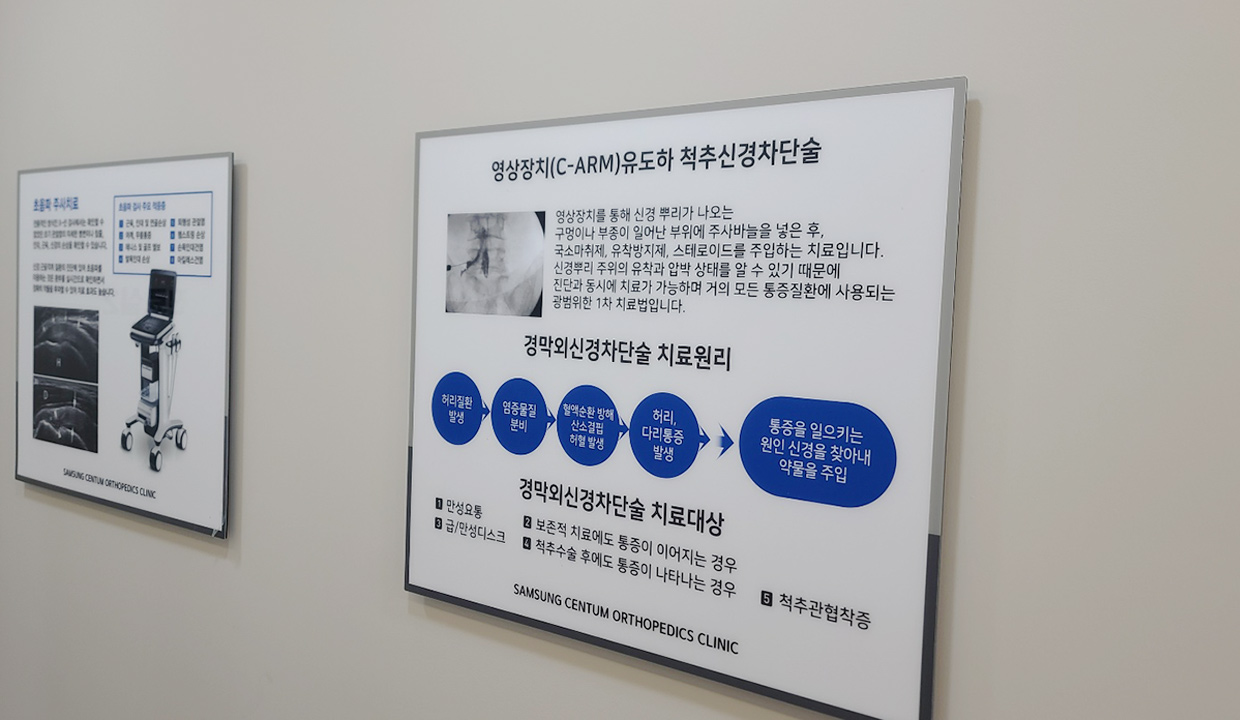 초음파 주사치료
초음파 검사 주요 적응증
SAMSUNG CENTUM ORTHOPEDICS CLINIC
영상장치(C-ARM)유도하 척추신경차단술
영상장치를 통해 신경 뿌리가 나오는
구멍이나 부종이 일어난 부위에 주사바늘을 넣은 후,
국소마취제, 유착방지제, 스테로이드를 주입하는 치료입니다.
신경뿌리 주위의 유착과 압박 상태를 알 수 있기 때문에
진단과 동시에 치료가 가능하며 거의 모든 통증질환에 사용되는
광범위한 1차 치료법입니다.
경막외신경차단술 치료원리
허리질환
발생
염증물질
분비
혈액순환 방해
산소결핍
허혈 발생
허리,
다리통증
발생
통증을 일으키는
원인 신경을 찾아내
약물을 주입
경막외신경차단술 치료대상
1 만성요통
2 보존적 치료에도 통증이 이어지는 경우
3 급/만성디스크
4 척추수술 후에도 통증이 나타나는 경우
5 척추관협착증
SAMSUNG CENTUM ORTHOPEDICS CLINIC